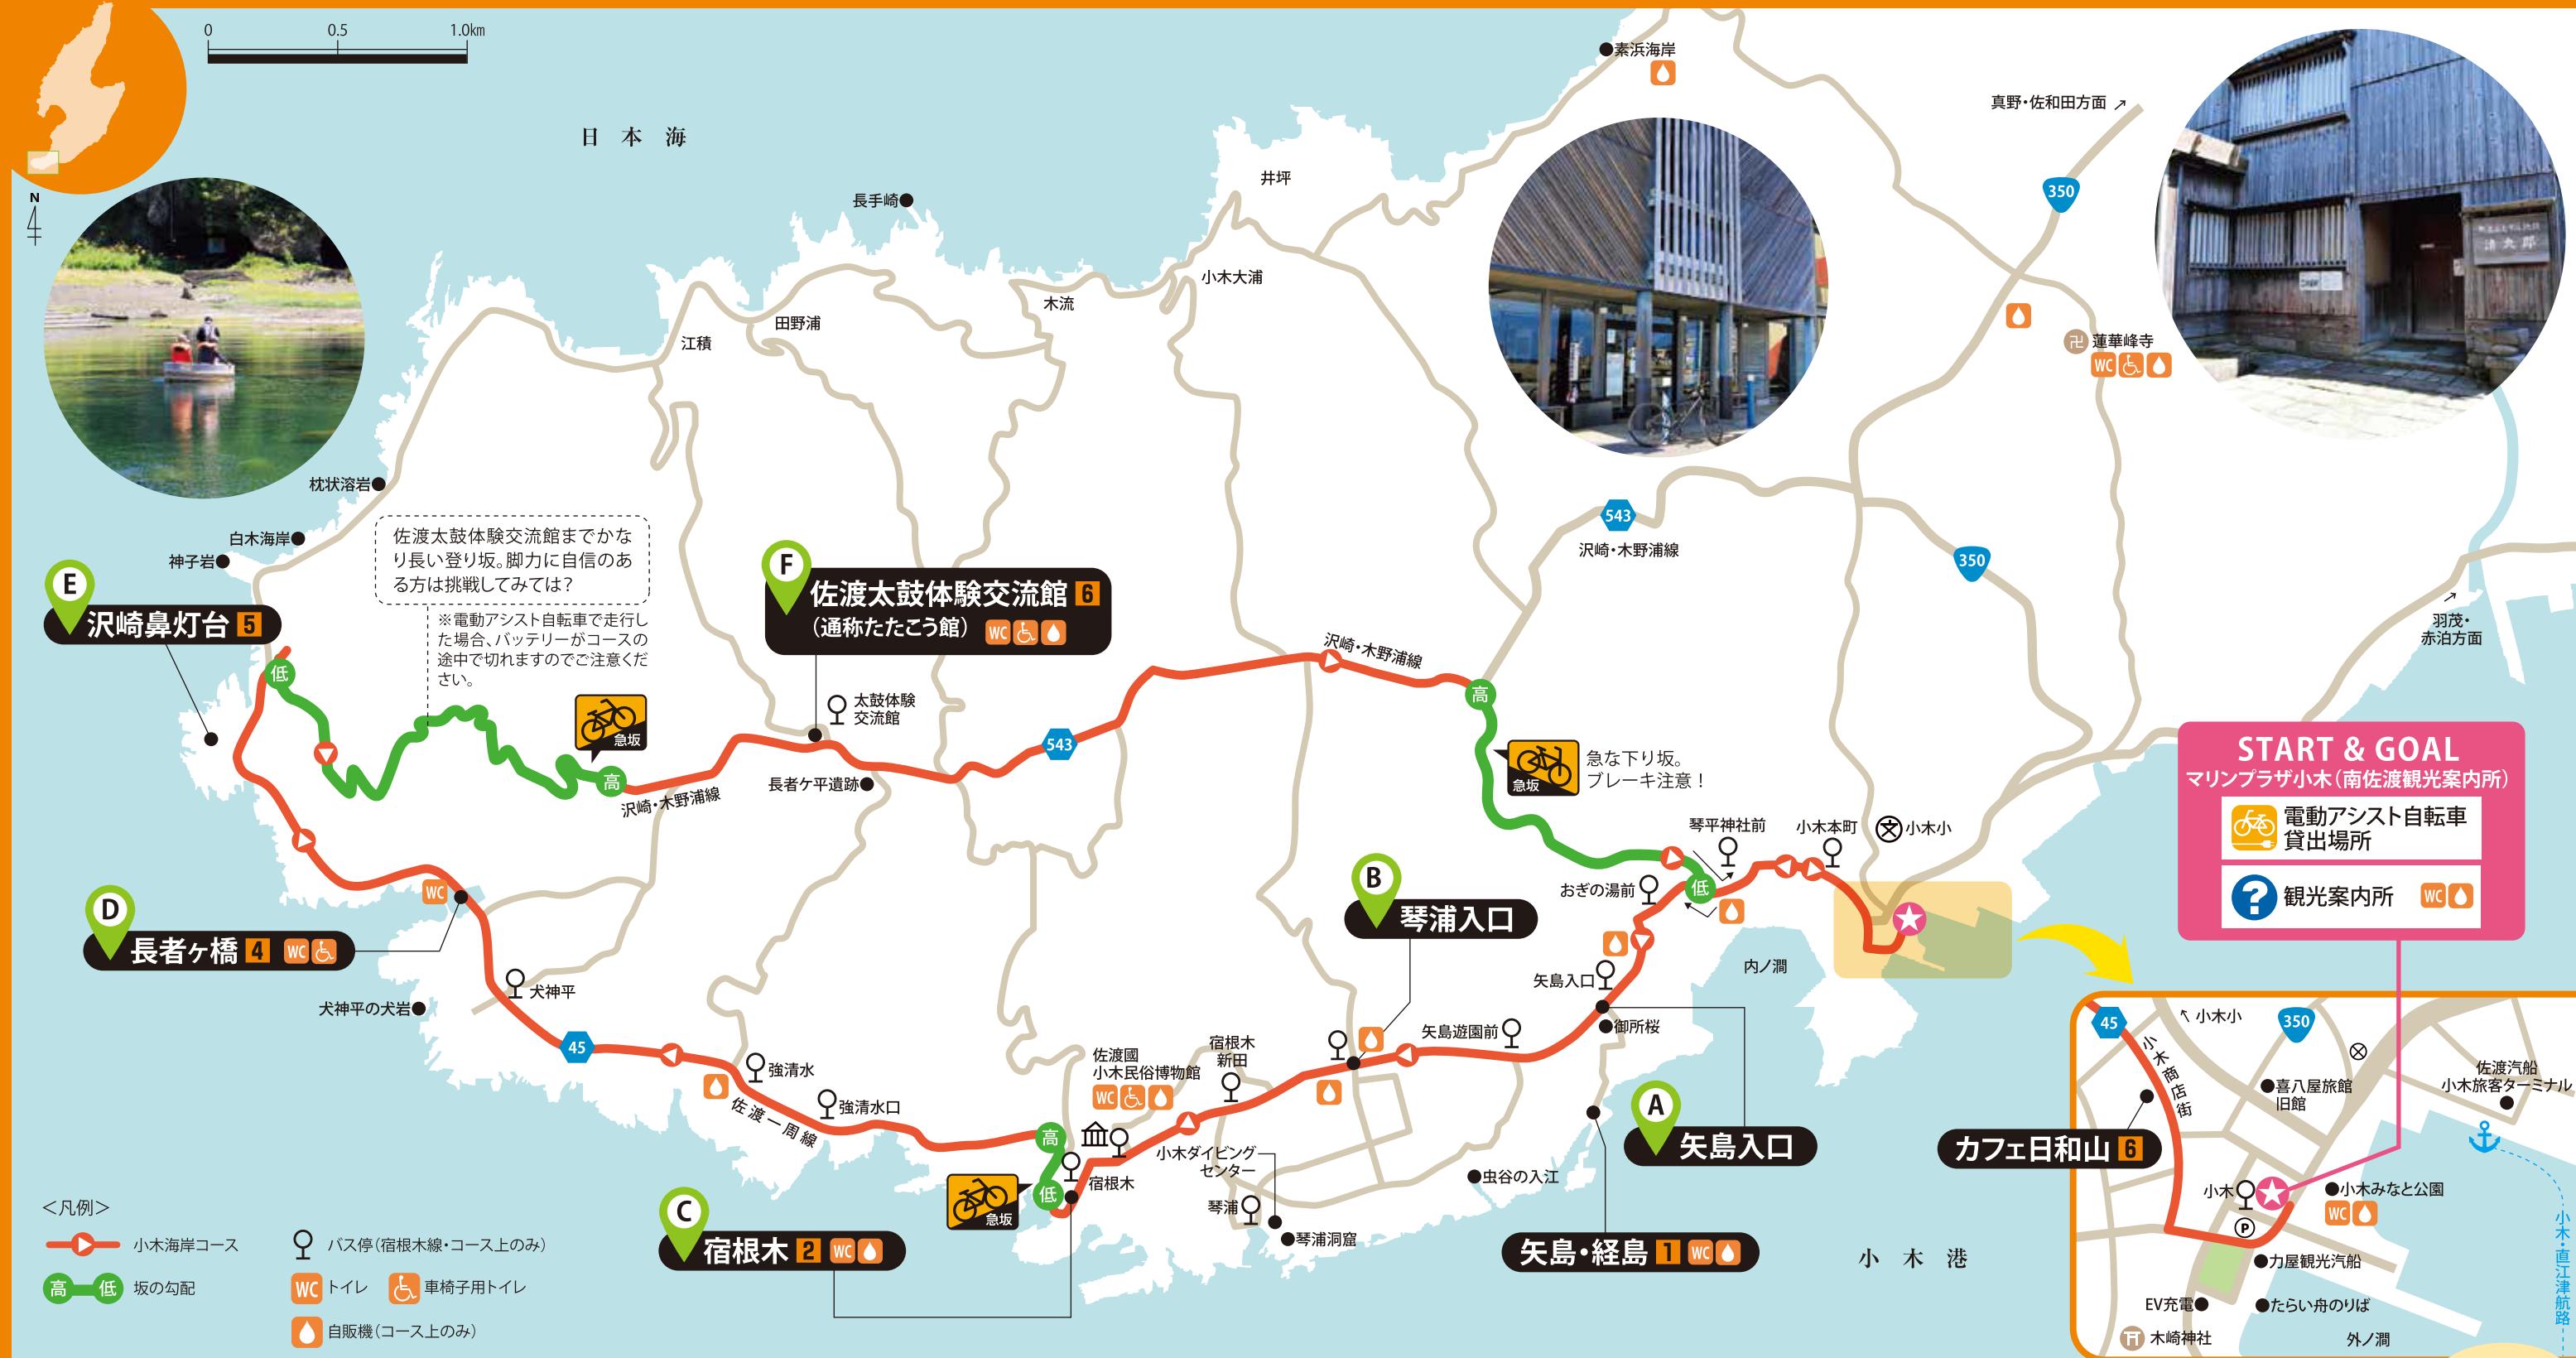 0 0.5 1.0km
N
日本海
素浜海岸
真野・佐和田方面
350
井坪
長手崎
小木大浦
木流
田野浦
江積
蓮華峰寺
WC
清九郎
枕状溶岩
白木海岸
神子岩
佐渡太鼓体験交流館までかな
り長い登り坂。脚力に自信のあ
る方は挑戦してみては？
※電動アシスト自転車で走行し
た場合、バッテリーがコースの
途中で切れますのでご注意くだ
さい。
543
沢崎・木野浦線
350
羽茂・
赤泊方面
E
沢崎鼻灯台 5
低
F
佐渡太鼓体験交流館 6
（通称たたこう館） WC
太鼓体験
交流館
沢崎・木野浦線
高
急坂
高
沢崎・木野浦線
長者ケ平遺跡
543
急坂
急な下り坂。
ブレーキ注意！
START & GOAL
マリンプラザ小木（南佐渡観光案内所）
電動アシスト自転車
貸出場所
?
観光案内所 WC
琴平神社前
小木本町
小木小
おぎの湯前
低
B
琴浦入口
WC
D
長者ヶ橋 4 WC
犬神平
犬神平の犬岩
矢島入口
内ノ澗
御所桜
矢島遊園前
45
強清水
強清水口
佐渡一周線
佐渡國
小木民俗博物館
WC
宿根木
新田
高
低
急坂
宿根木
小木ダイビング
センター
琴浦
琴浦洞窟
虫谷の入江
A
矢島入口
C
宿根木 2 WC
矢島・経島 1 WC
小木港
45
小木小
350
小木商店街
喜八屋旅館
旧館
佐渡汽船
小木旅客ターミナル
カフェ日和山 6
小木
P
小木みなと公園
WC
力屋観光汽船
EV充電
たらい舟のりば
木崎神社
外ノ澗
小木・直江津航路
＜凡例＞
小木海岸コース
高 低 坂の勾配
バス停（宿根木線・コース上のみ）
WC トイレ
車椅子用トイレ
自販機（コース上のみ）